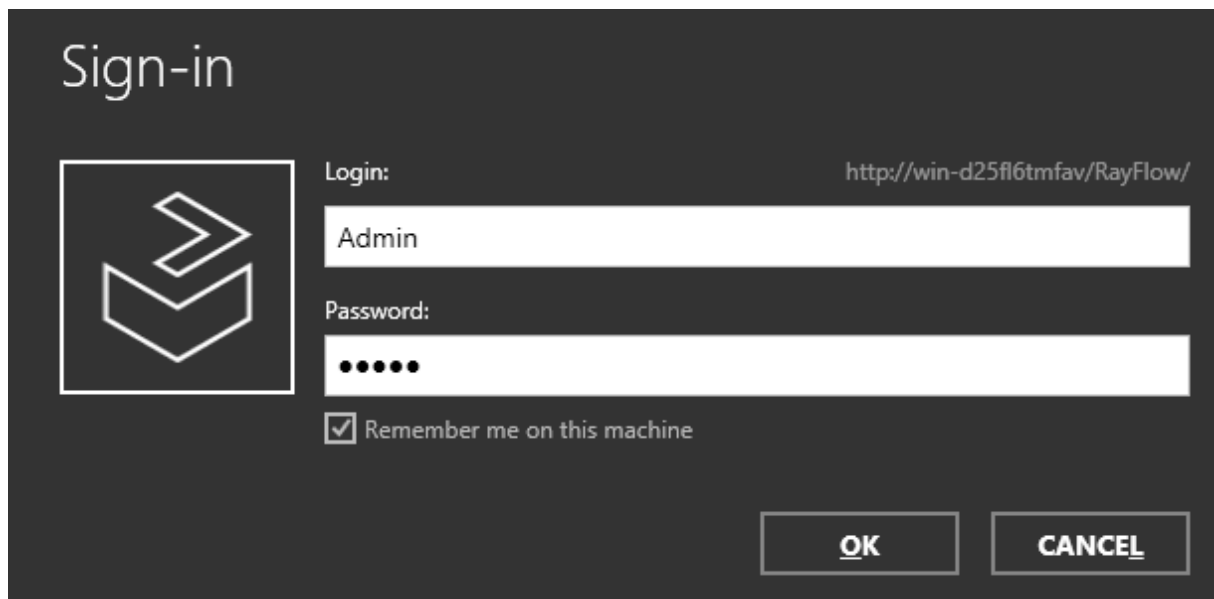 Sign-in
Login: http://win-d25fl6tmfav/RayFlow/
Admin
Password:
•••••
Remember me on this machine
OK CANCEL